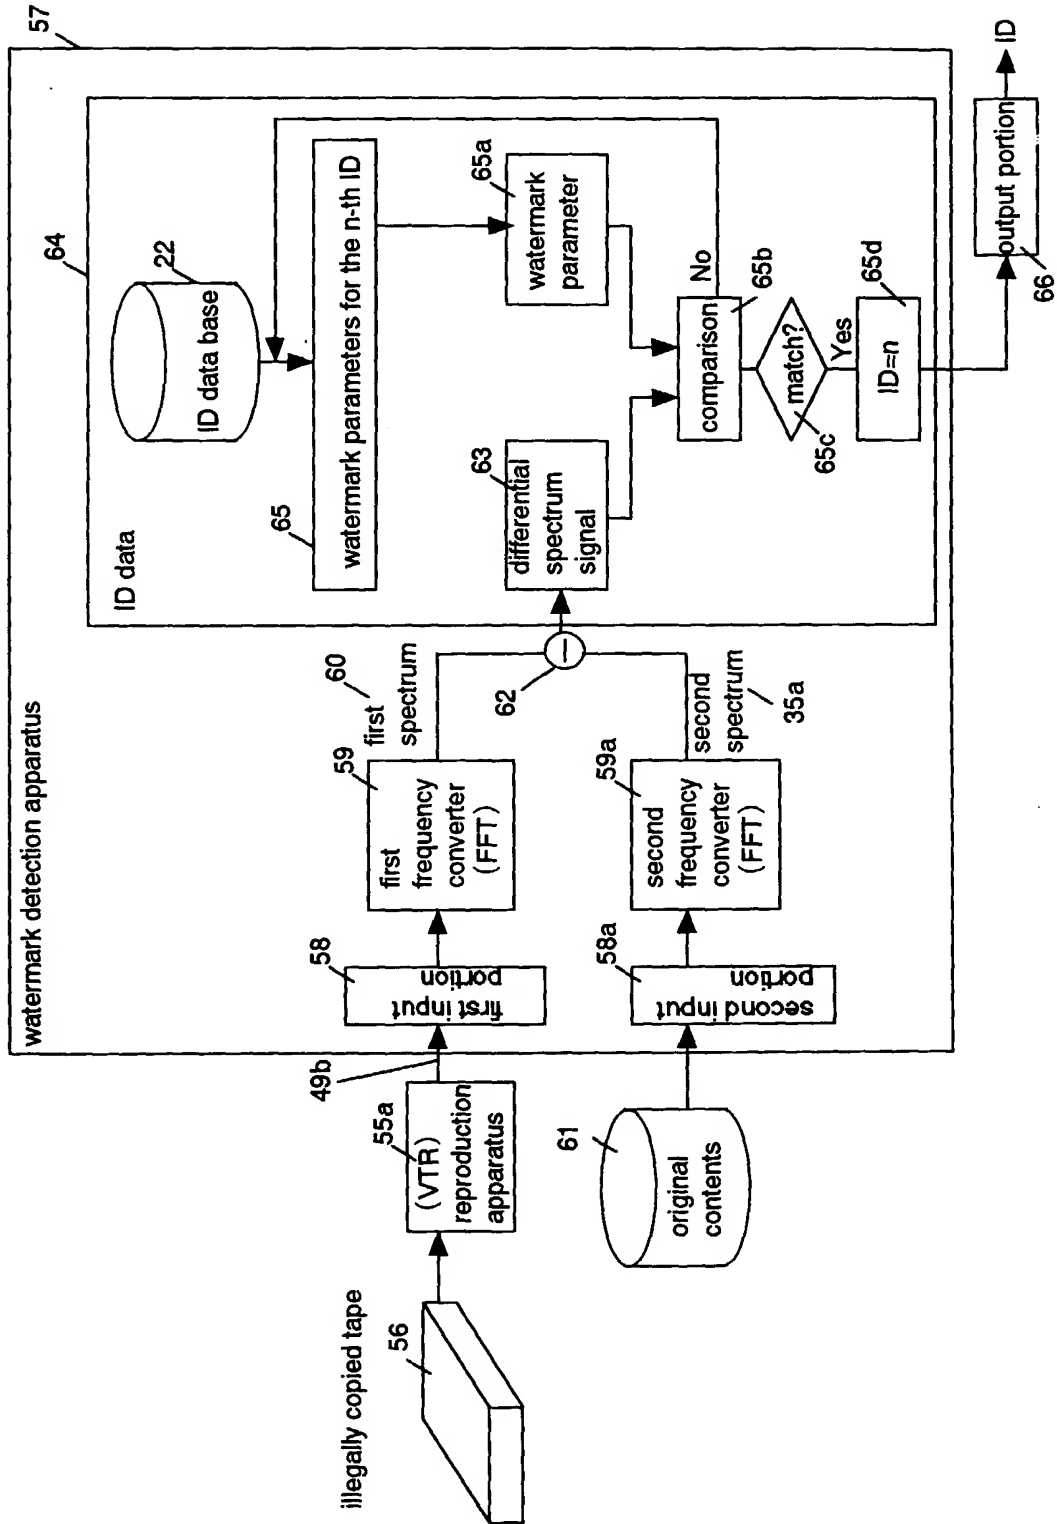 watermark detection apparatus
57
ID data
64
ID data base
22
65
watermark parameters for the n-th ID
65a
watermark
parameter
63
differential
spectrum
signal
comparison
65b
No
match?
65c
Yes
ID=n
65d
output portion
66
ID
illegally copied tape
56
(VTR)
reproduction
apparatus
55a
49b
58
first input
portion
59
first
frequency
converter
(FFT)
60
first
spectrum
62
−
61
original
contents
58a
second input
portion
59a
second
frequency
converter
(FFT)
second
spectrum
35a